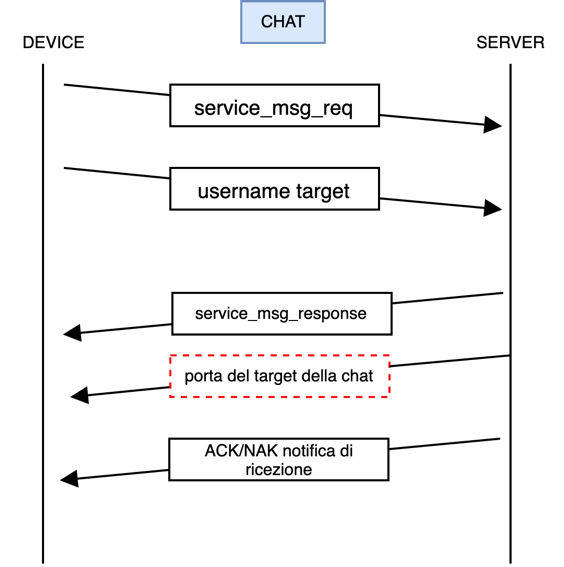 CHAT
DEVICE
SERVER
service_msg_req
username target
service_msg_response
porta del target della chat
ACK/NAK notifica di
ricezione